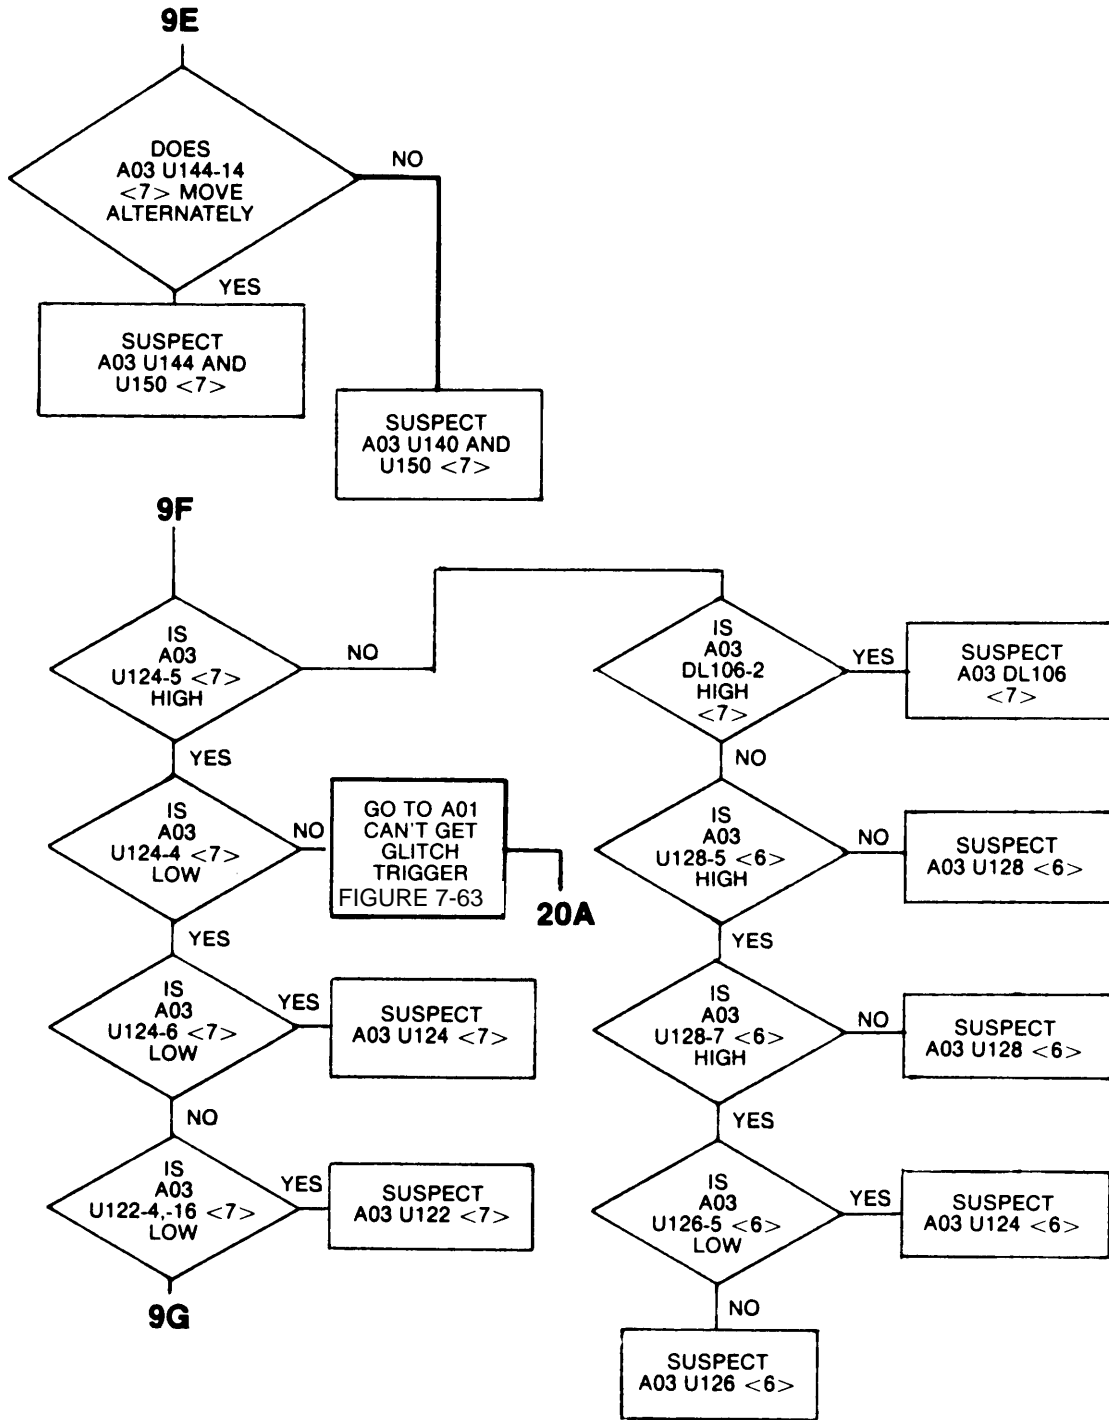 9E
DOES
A03 U144-14
<7> MOVE
ALTERNATELY
NO
YES
SUSPECT
A03 U144 AND
U150 <7>
SUSPECT
A03 U140 AND
U150 <7>
9F
IS
A03
U124-5 <7>
HIGH
NO
YES
IS
A03
U124-4 <7>
LOW
NO
GO TO A01
CAN'T GET
GLITCH
TRIGGER
FIGURE 7-63
20A
YES
IS
A03
U124-6 <7>
LOW
YES
SUSPECT
A03 U124 <7>
NO
IS
A03
U122-4,-16 <7>
LOW
YES
SUSPECT
A03 U122 <7>
9G
IS
A03
DL106-2
HIGH
<7>
YES
SUSPECT
A03 DL106
<7>
NO
IS
A03
U128-5 <6>
HIGH
NO
SUSPECT
A03 U128 <6>
YES
IS
A03
U128-7 <6>
HIGH
NO
SUSPECT
A03 U128 <6>
YES
IS
A03
U126-5 <6>
LOW
YES
SUSPECT
A03 U124 <6>
NO
SUSPECT
A03 U126 <6>